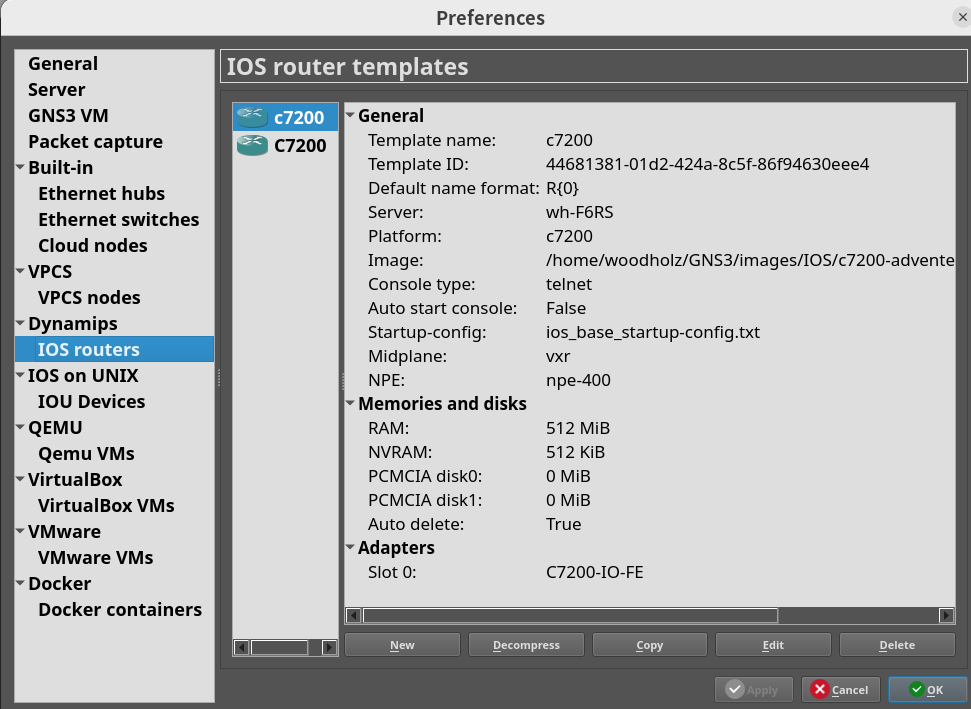 Preferences
General
Server
GNS3 VM
Packet capture
Built-in
Ethernet hubs
Ethernet switches
Cloud nodes
VPCS
VPCS nodes
Dynamips
IOS routers
IOS on UNIX
IOU Devices
QEMU
Qemu VMs
VirtualBox
VirtualBox VMs
VMware
VMware VMs
Docker
Docker containers
IOS router templates
c7200
C7200
General
Template name: c7200
Template ID: 44681381-01d2-424a-8c5f-86f94630eee4
Default name format: R{0}
Server: wh-F6RS
Platform: c7200
Image: /home/woodholz/GNS3/images/IOS/c7200-advente
Console type: telnet
Auto start console: False
Startup-config: ios_base_startup-config.txt
Midplane: vxr
NPE: npe-400
Memories and disks
RAM: 512 MiB
NVRAM: 512 KiB
PCMCIA disk0: 0 MiB
PCMCIA disk1: 0 MiB
Auto delete: True
Adapters
Slot 0: C7200-IO-FE
New Decompress Copy Edit Delete
Apply Cancel OK